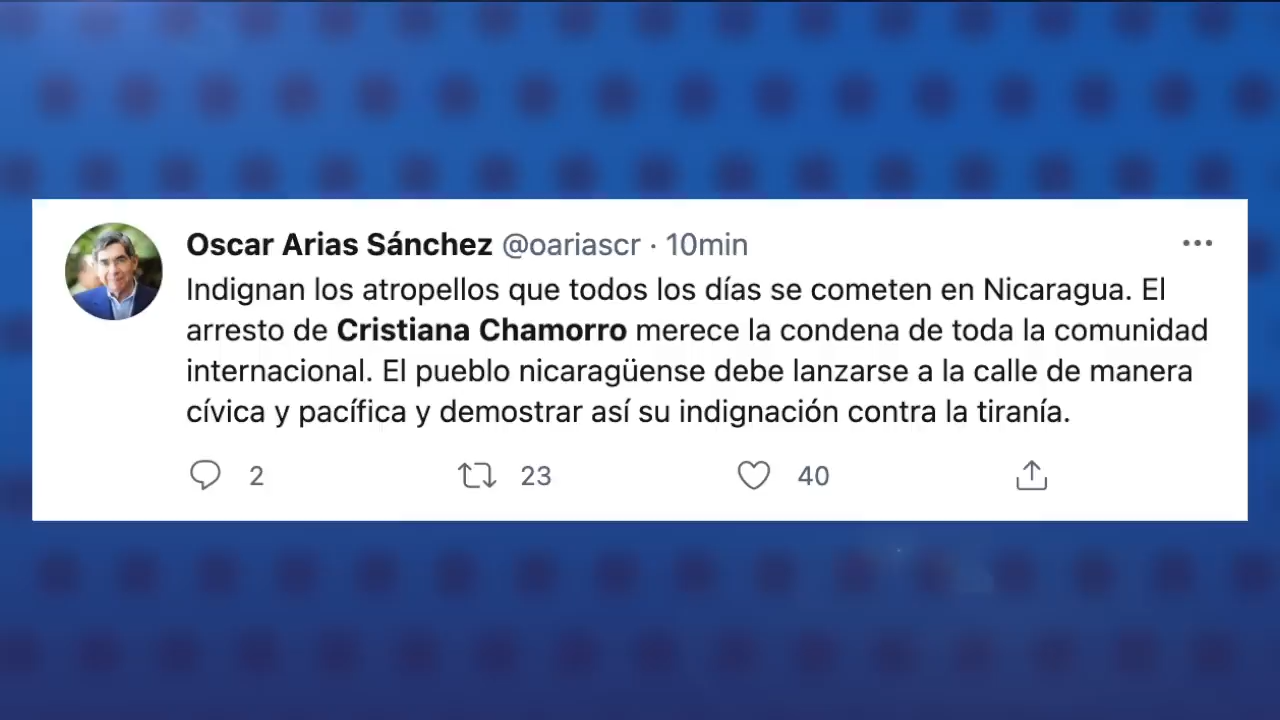 Oscar Arias Sánchez @oariascr · 10min
Indignan los atropellos que todos los días se cometen en Nicaragua. El
arresto de Cristiana Chamorro merece la condena de toda la comunidad
internacional. El pueblo nicaragüense debe lanzarse a la calle de manera
cívica y pacífica y demostrar así su indignación contra la tiranía.
2 23 40